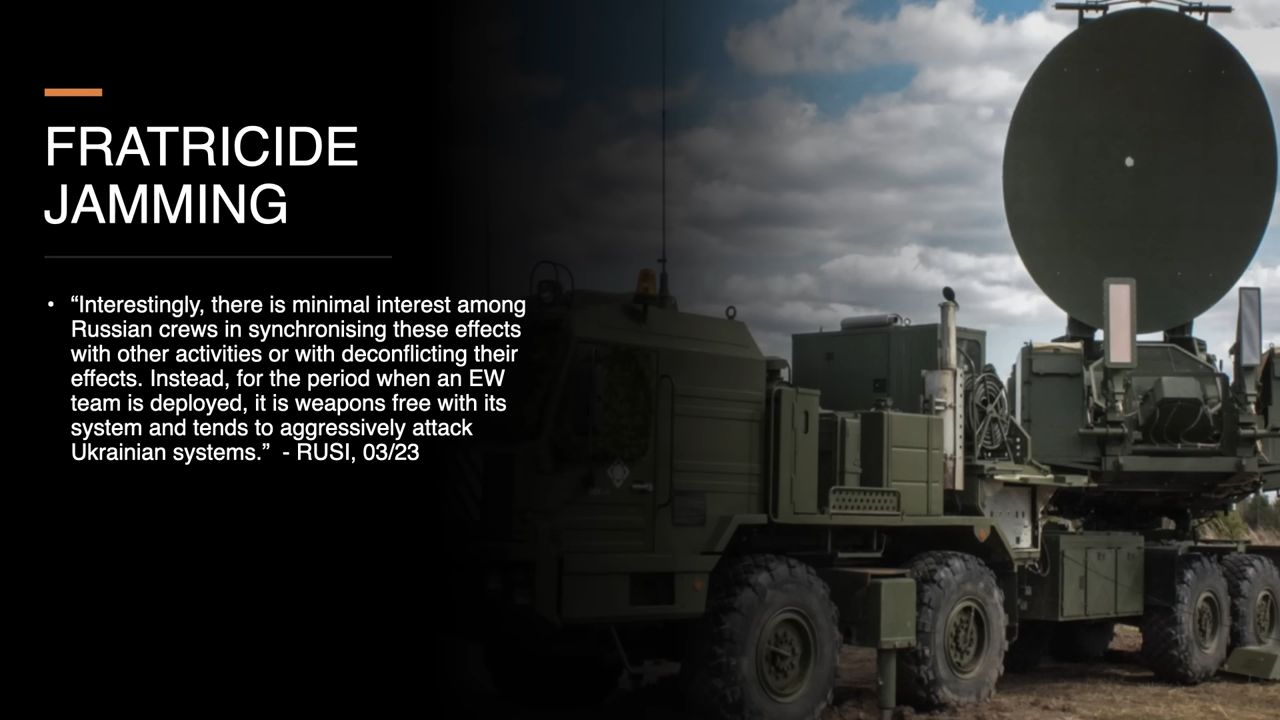 FRATRICIDE
JAMMING
• “Interestingly, there is minimal interest among
Russian crews in synchronising these effects
with other activities or with deconflicting their
effects. Instead, for the period when an EW
team is deployed, it is weapons free with its
system and tends to aggressively attack
Ukrainian systems.”  - RUSI, 03/23